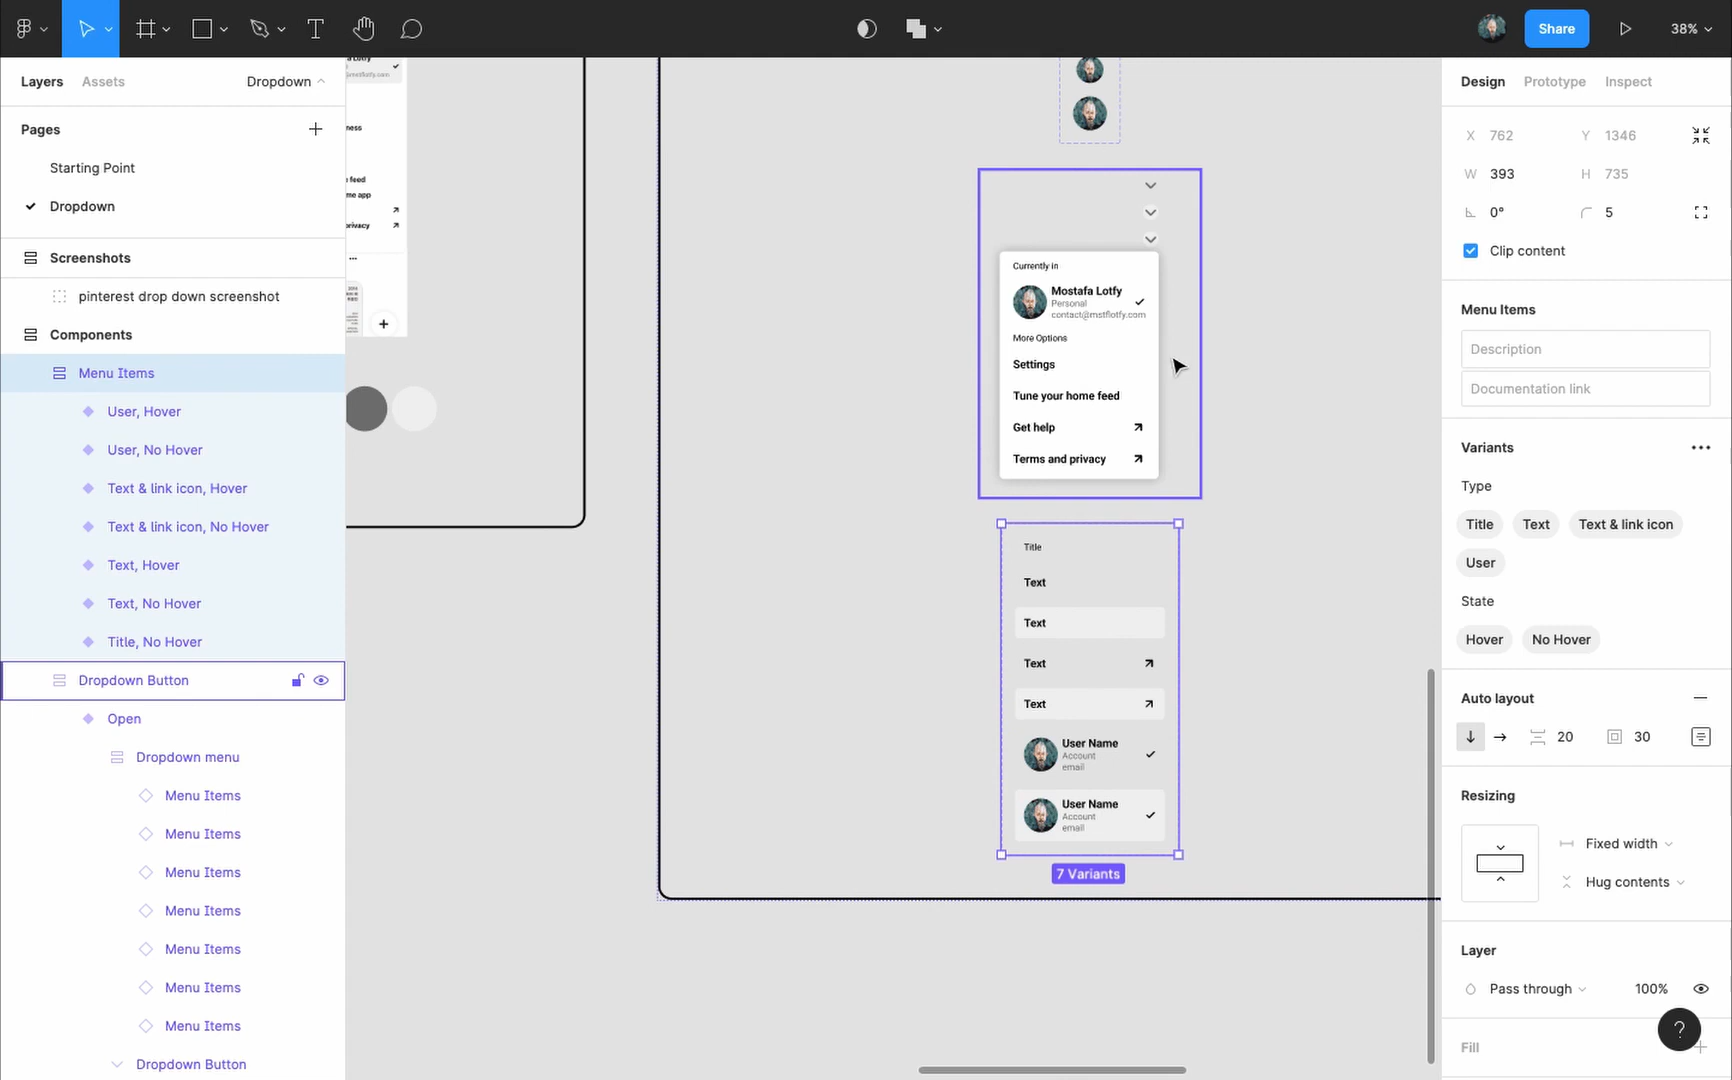 Share
38%
Layers
Assets
Dropdown
Pages
Starting Point
Dropdown
Screenshots
pinterest drop down screenshot
Components
Menu Items
User, Hover
User, No Hover
Text & link icon, Hover
Text & link icon, No Hover
Text, Hover
Text, No Hover
Title, No Hover
Dropdown Button
Open
Dropdown menu
Menu Items
Menu Items
Menu Items
Menu Items
Menu Items
Menu Items
Menu Items
Dropdown Button
feed
me app
privacy
Currently in
Mostafa Lotfy
Personal
contact@mstflotfy.com
More Options
Settings
Tune your home feed
Get help
Terms and privacy
Title
Text
Text
Text
Text
User Name
Account
email
User Name
Account
email
7 Variants
Design
Prototype
Inspect
X 762
Y 1346
W 393
H 735
0°
5
Clip content
Menu Items
Description
Documentation link
Variants
Type
Title
Text
Text & link icon
User
State
Hover
No Hover
Auto layout
20
30
Resizing
Fixed width
Hug contents
Layer
Pass through
100%
Fill
?